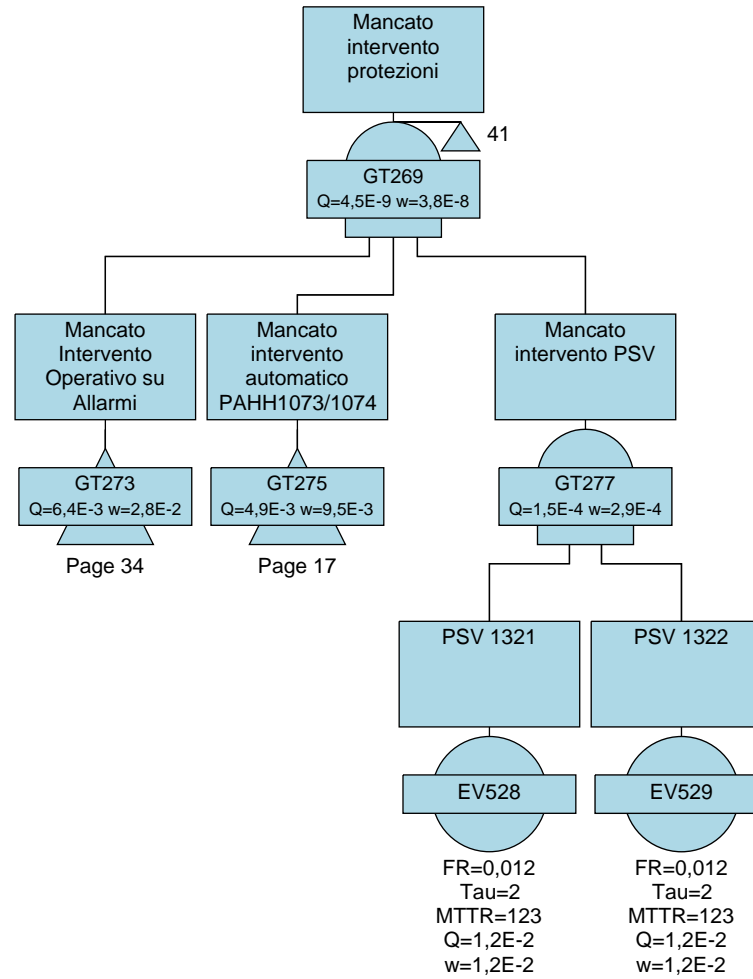 Mancato
intervento
protezioni
41
GT269
Q=4,5E-9 w=3,8E-8
Mancato
Intervento
Operativo su
Allarmi
Mancato
intervento
automatico
PAHH1073/1074
Mancato
intervento PSV
GT273
Q=6,4E-3 w=2,8E-2
Page 34
GT275
Q=4,9E-3 w=9,5E-3
Page 17
GT277
Q=1,5E-4 w=2,9E-4
PSV 1321
PSV 1322
EV528
FR=0,012
Tau=2
MTTR=123
Q=1,2E-2
w=1,2E-2
EV529
FR=0,012
Tau=2
MTTR=123
Q=1,2E-2
w=1,2E-2